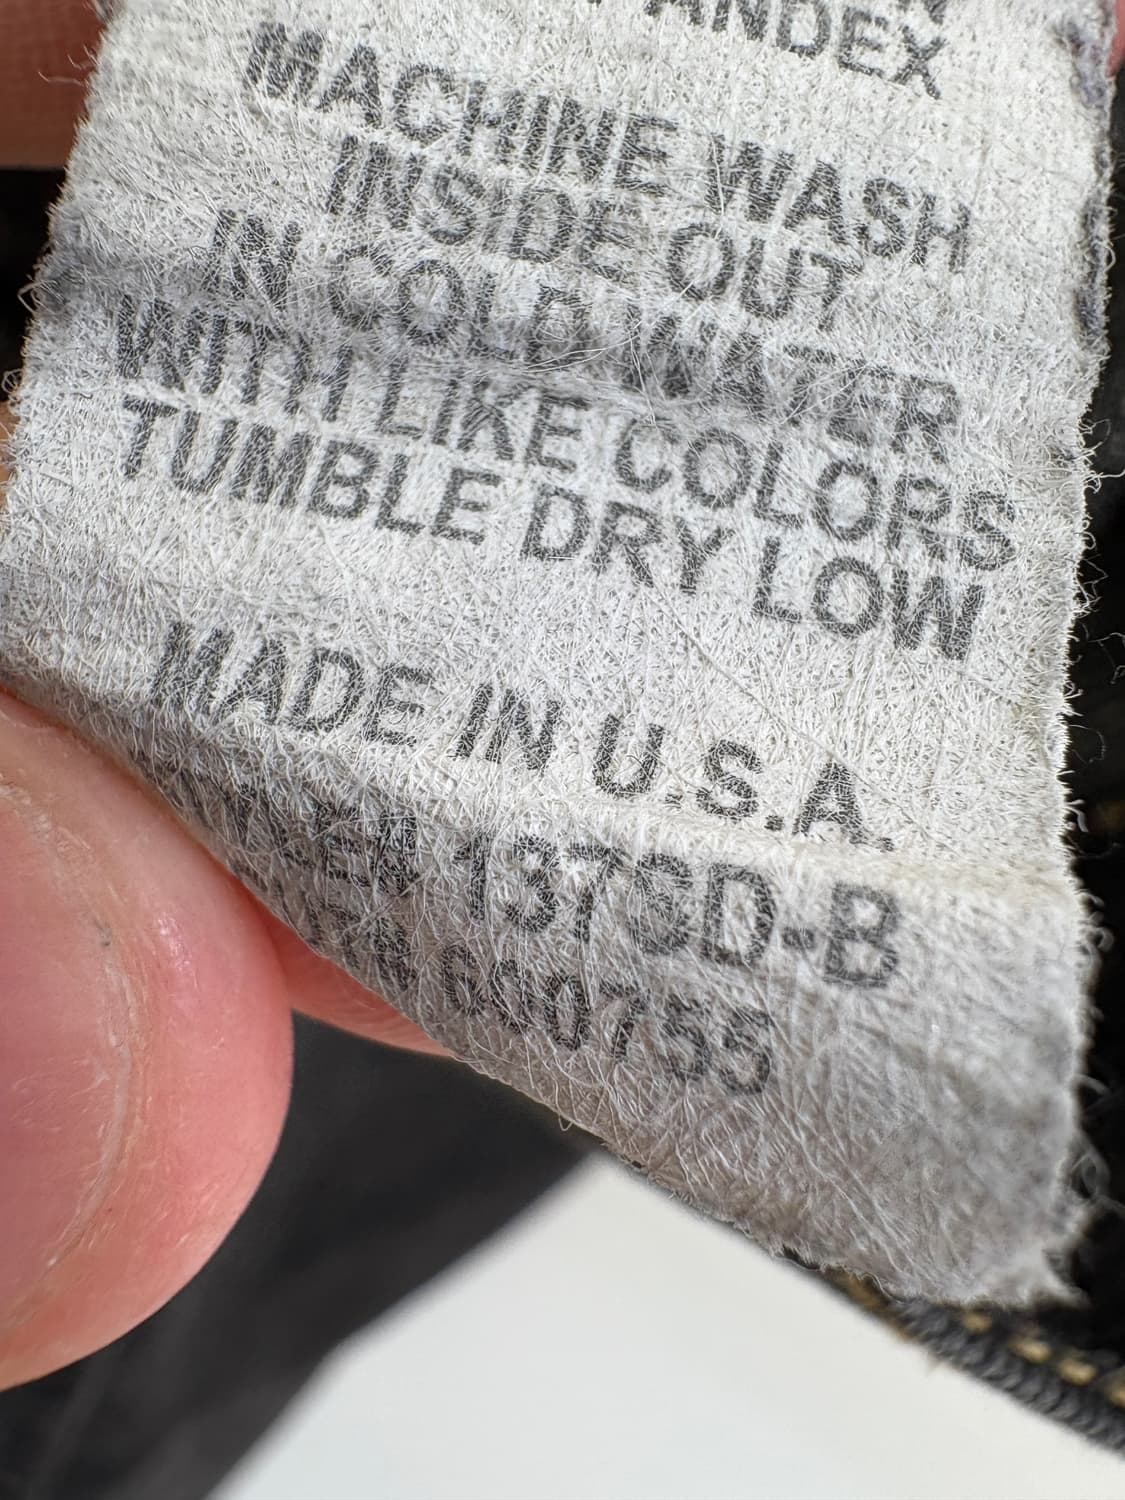 MACHINE WASH
INSIDE OUT
IN COLD WATER
WITH LIKE COLORS
TUMBLE DRY LOW
MADE IN U.S.A.